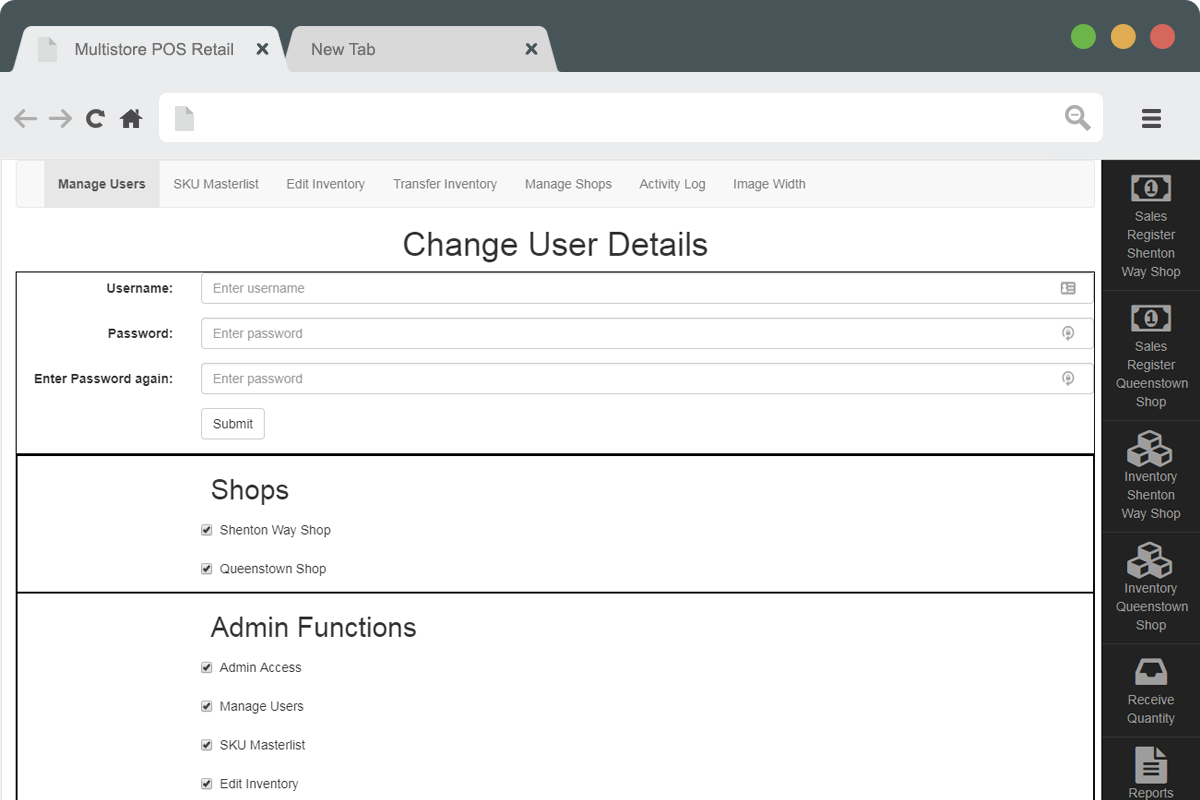 Multistore POS Retail
New Tab
Manage Users
SKU Masterlist
Edit Inventory
Transfer Inventory
Manage Shops
Activity Log
Image Width
Change User Details
Username:
Enter username
Password:
Enter password
Enter Password again:
Enter password
Submit
Shops
Shenton Way Shop
Queenstown Shop
Admin Functions
Admin Access
Manage Users
SKU Masterlist
Edit Inventory
1
Sales
Register
Shenton
Way Shop
1
Sales
Register
Queenstown
Shop
Inventory
Shenton
Way Shop
Inventory
Queenstown
Shop
Receive
Quantity
Reports